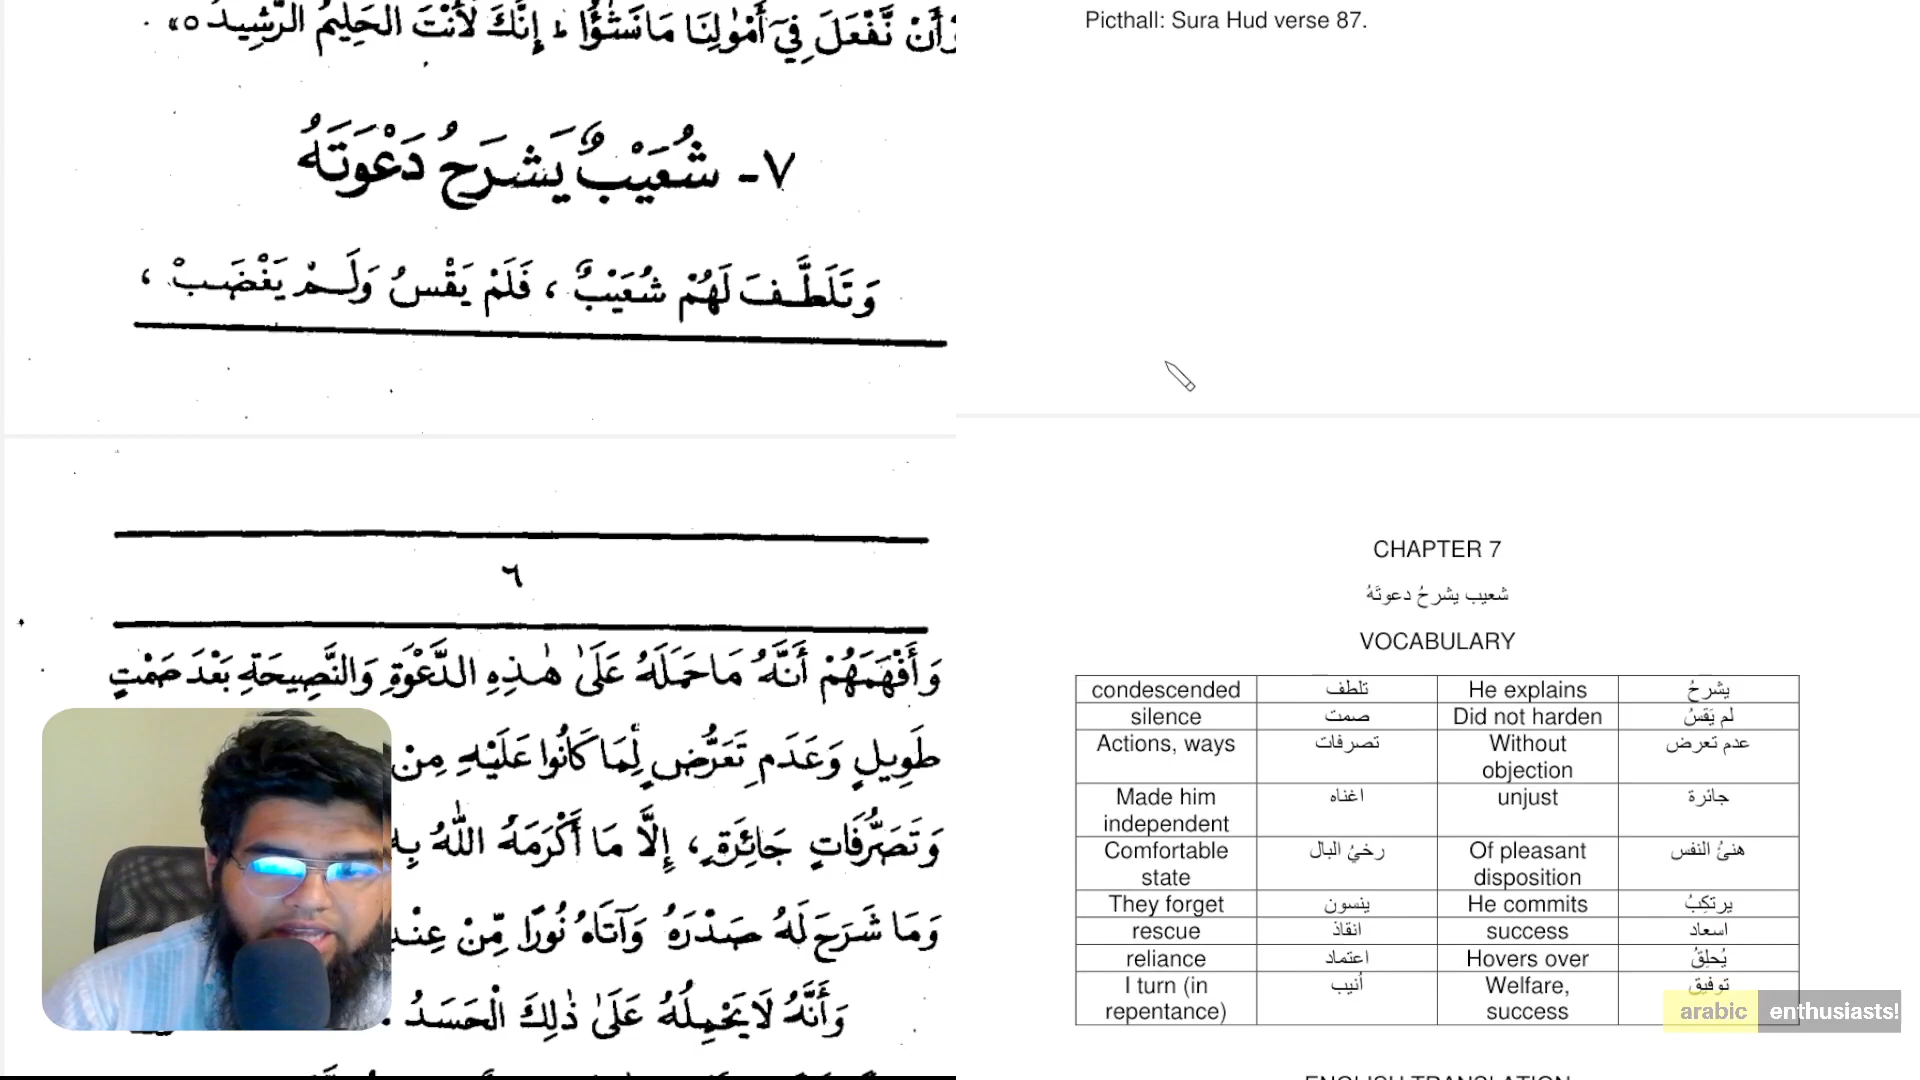 وَأَنْ نَّفْعَلَ فِيٓ أَمْوَٰلِنَا مَا نَشَٰٓؤُا ط إِنَّكَ لَأَنْتَ الْحَلِيمُ الرَّشِيدُ ٥»
٧- شُعَيْبٌ يَشْرَحُ دَعْوَتَهُ
وَتَلَطَّفَ لَهُمْ شُعَيْبٌ ، فَلَمْ يَقْسُ وَلَمْ يَغْضَبْ ،
٦
وَأَفْهَمَهُمْ أَنَّهُ مَا حَمَلَهُ عَلَىٰ هٰذِهِ الدَّعْوَةِ وَالنَّصِيحَةِ بَعْدَ صَمْتٍ
طَوِيلٍ وَعَدَمِ تَعَرُّضٍ لِّمَا كَانُوا عَلَيْهِ مِنْ
وَتَصَرُّفَاتٍ جَائِرَةٍ، إِلَّا مَا أَكْرَمَهُ اللّٰهُ بِهِ
وَمَا شَرَحَ لَهُ صَدْرَهُ وَآتَاهُ نُورًا مِّنْ
وَأَنَّهُ لَا يَحْمِلُهُ عَلَىٰ ذٰلِكَ الْحَسَدُ .
Picthall: Sura Hud verse 87.
CHAPTER 7
شعيب يشرحُ دعوتَهُ
VOCABULARY
condescended تلطف He explains يشرحُ
silence صمت Did not harden لم يَقسُ
Actions, ways تصرفات Without objection عدم تعرض
Made him independent اغناه unjust جائرة
Comfortable state رخيُ البال Of pleasant disposition هنئُ النفس
They forget ينسون He commits يرتكِبُ
rescue انقاذ success اسعاد
reliance اعتماد Hovers over يُحلِقُ
I turn (in repentance) أنيب Welfare, success توفيق
arabic enthusiasts!
ENGLISH TRANSLATION